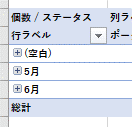 個数 / ステータス 列ラ
行ラベル ポー
(空白)
5月
6月
総計